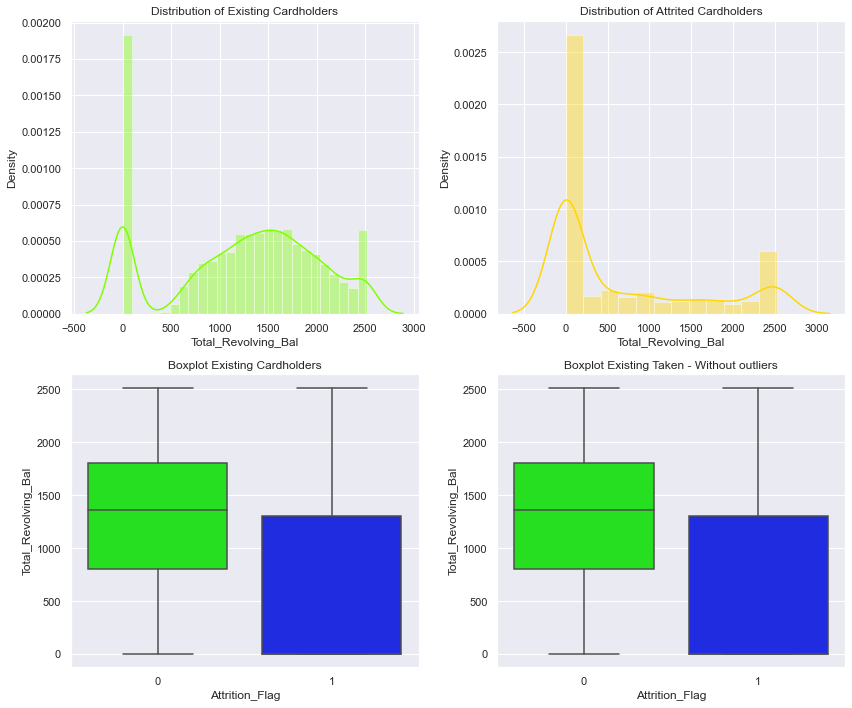 Distribution of Existing Cardholders
0.00200
0.00175
0.00150
0.00125
0.00100
0.00075
0.00050
0.00025
0.00000
Density
−500 0 500 1000 1500 2000 2500 3000
Total_Revolving_Bal
Distribution of Attrited Cardholders
0.0025
0.0020
0.0015
0.0010
0.0005
0.0000
Density
−500 0 500 1000 1500 2000 2500 3000
Total_Revolving_Bal
Boxplot Existing Cardholders
2500
2000
1500
1000
500
0
Total_Revolving_Bal
0 1
Attrition_Flag
Boxplot Existing Taken - Without outliers
2500
2000
1500
1000
500
0
Total_Revolving_Bal
0 1
Attrition_Flag